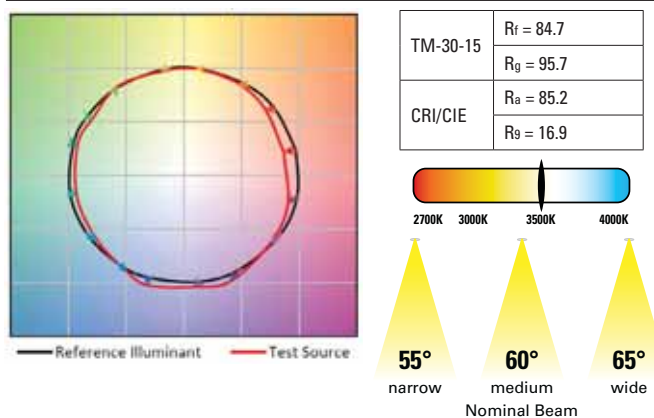 TM-30-15
Rf = 84.7
Rg = 95.7
CRI/CIE
Ra = 85.2
R9 = 16.9
2700K 3000K 3500K 4000K
Reference Illuminant Test Source
55° 60° 65°
narrow medium wide
Nominal Beam